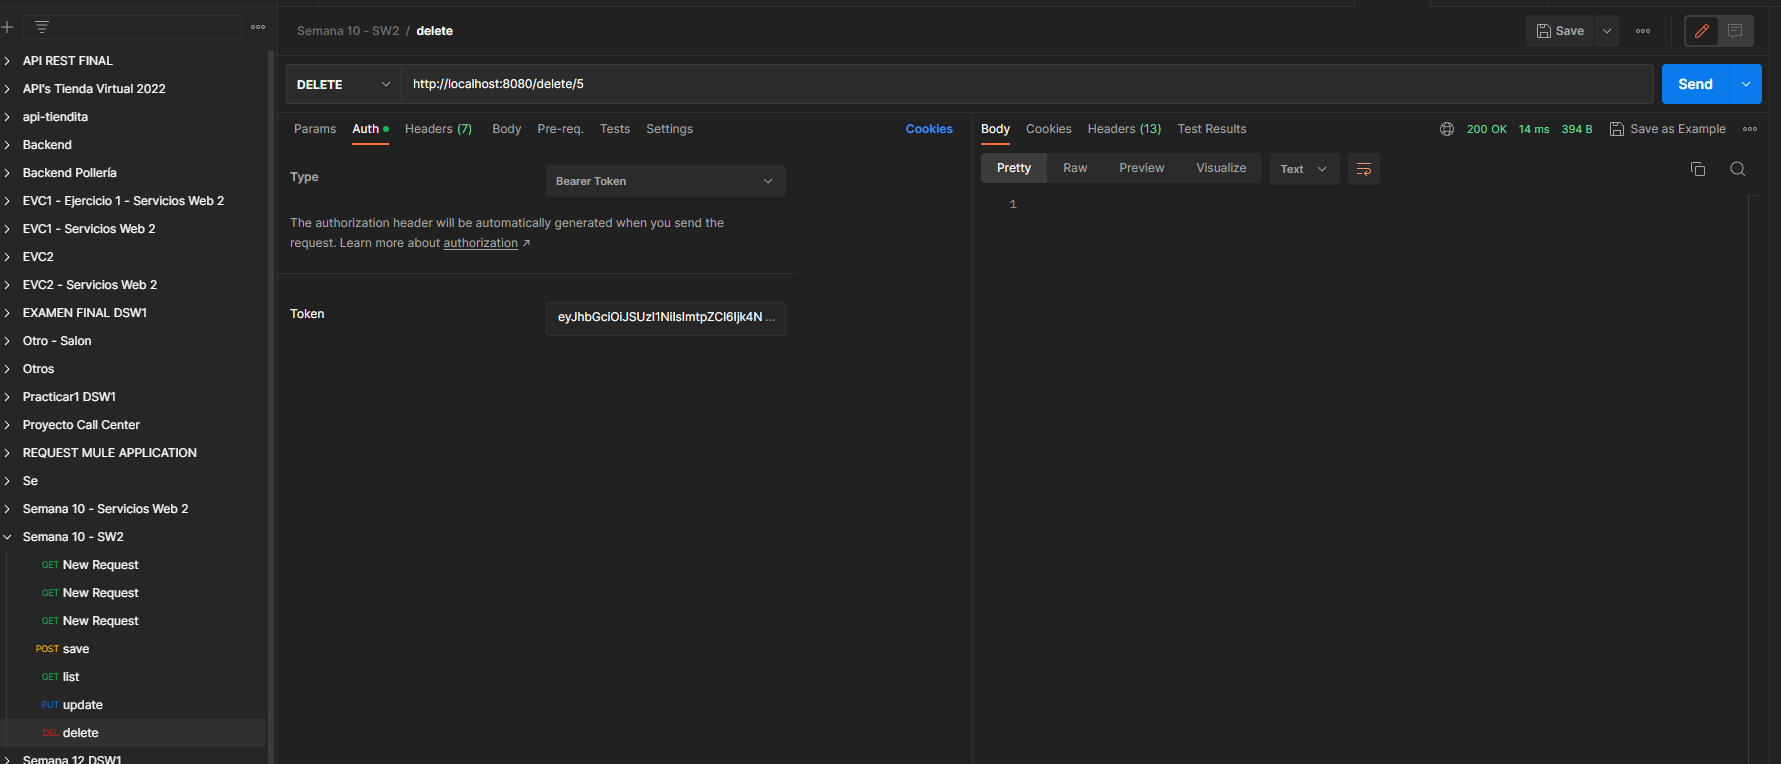 API REST FINAL
API's Tienda Virtual 2022
api-tiendita
Backend
Backend Pollería
EVC1 - Ejercicio 1 - Servicios Web 2
EVC1 - Servicios Web 2
EVC2
EVC2 - Servicios Web 2
EXAMEN FINAL DSW1
Otro - Salon
Otros
Practicar1 DSW1
Proyecto Call Center
REQUEST MULE APPLICATION
Se
Semana 10 - Servicios Web 2
Semana 10 - SW2
GET New Request
GET New Request
GET New Request
POST save
GET list
PUT update
DEL delete
Semana 12 DSW1
Semana 10 - SW2 / delete
Save
DELETE http://localhost:8080/delete/5
Send
Params Auth Headers (7) Body Pre-req. Tests Settings Cookies
Type Bearer Token
The authorization header will be automatically generated when you send the
request. Learn more about authorization ↗
Token eyJhbGciOiJSUzI1NiIsImtpZCI6Ijk4N ...
Body Cookies Headers (13) Test Results 200 OK 14 ms 394 B Save as Example
Pretty Raw Preview Visualize Text
1